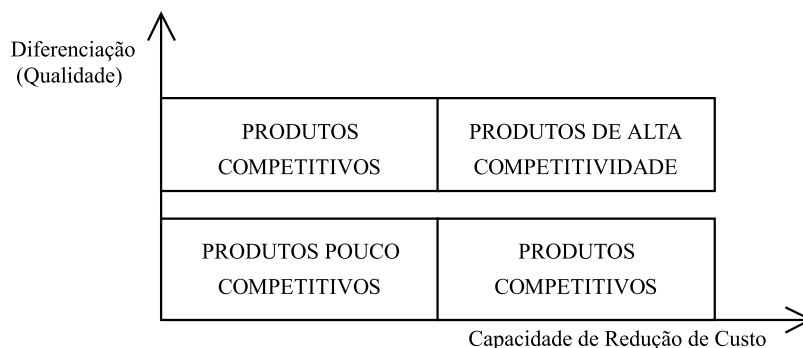 Diferenciação
(Qualidade)
PRODUTOS
COMPETITIVOS
PRODUTOS DE ALTA
COMPETITIVIDADE
PRODUTOS POUCO
COMPETITIVOS
PRODUTOS
COMPETITIVOS
Capacidade de Redução de Custo